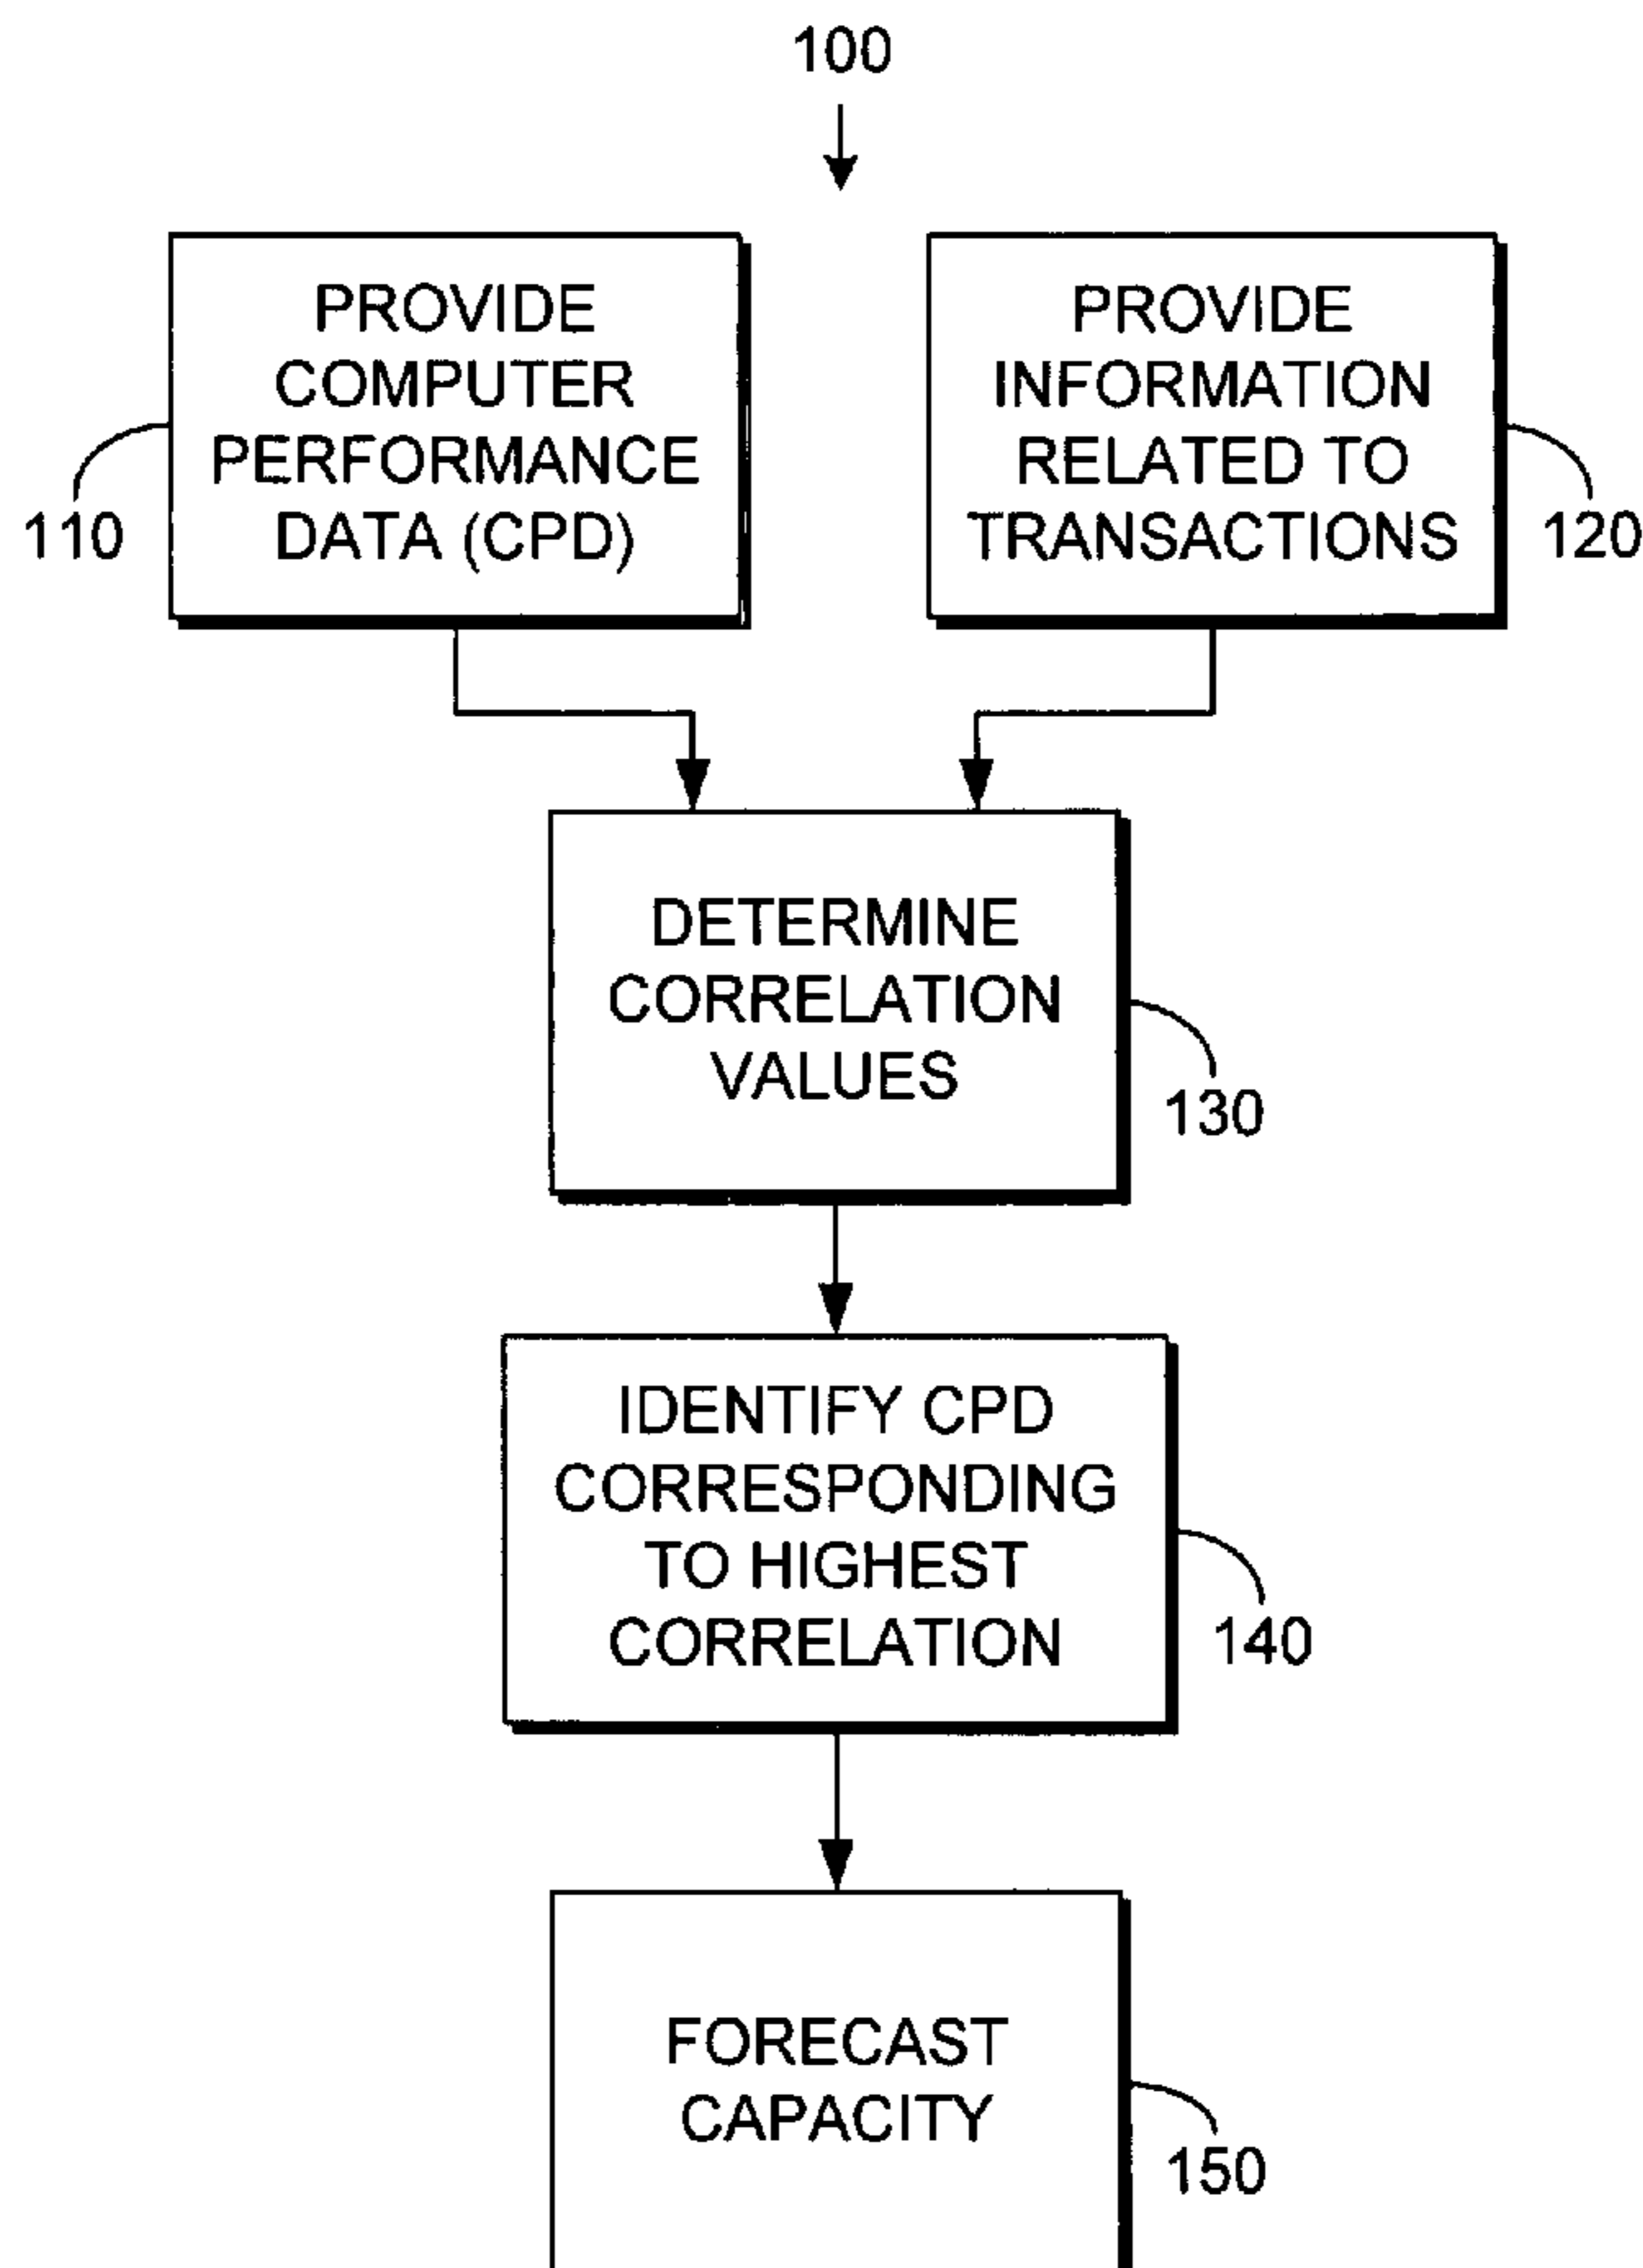 100
PROVIDE
COMPUTER
PERFORMANCE
DATA (CPD)
110
PROVIDE
INFORMATION
RELATED TO
TRANSACTIONS
120
DETERMINE
CORRELATION
VALUES
130
IDENTIFY CPD
CORRESPONDING
TO HIGHEST
CORRELATION
140
FORECAST
CAPACITY
150